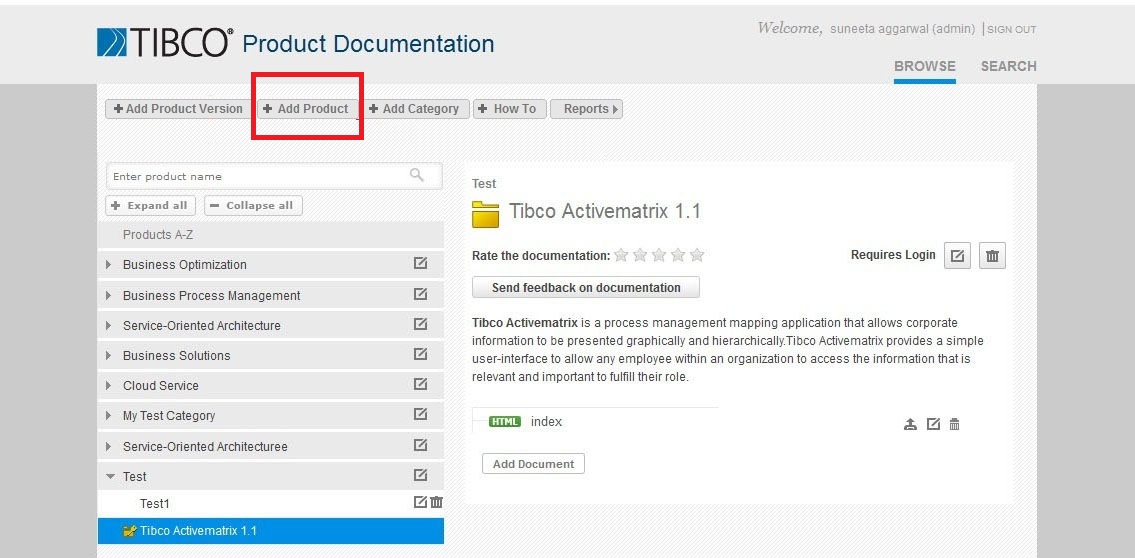 TIBCO® Product Documentation
Welcome, suneeta aggarwal (admin) | SIGN OUT
BROWSE SEARCH
+ Add Product Version + Add Product + Add Category + How To Reports
Enter product name
+ Expand all − Collapse all
Products A-Z
Business Optimization
Business Process Management
Service-Oriented Architecture
Business Solutions
Cloud Service
My Test Category
Service-Oriented Architecturee
Test
Test1
Tibco Activematrix 1.1
Test
Tibco Activematrix 1.1
Rate the documentation:
Requires Login
Send feedback on documentation
Tibco Activematrix is a process management mapping application that allows corporate
information to be presented graphically and hierarchically.Tibco Activematrix provides a simple
user-interface to allow any employee within an organization to access the information that is
relevant and important to fulfill their role.
HTML index
Add Document